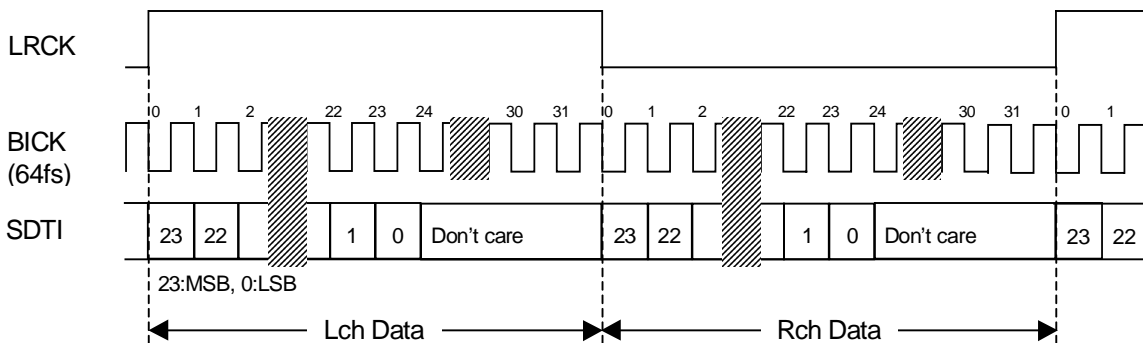 LRCK
0 1 2 22 23 24 30 31 0 1 2 22 23 24 30 31 0 1
BICK
(64fs)
SDTI 23 22 1 0 Don't care 23 22 1 0 Don't care 23 22
23:MSB, 0:LSB
Lch Data Rch Data